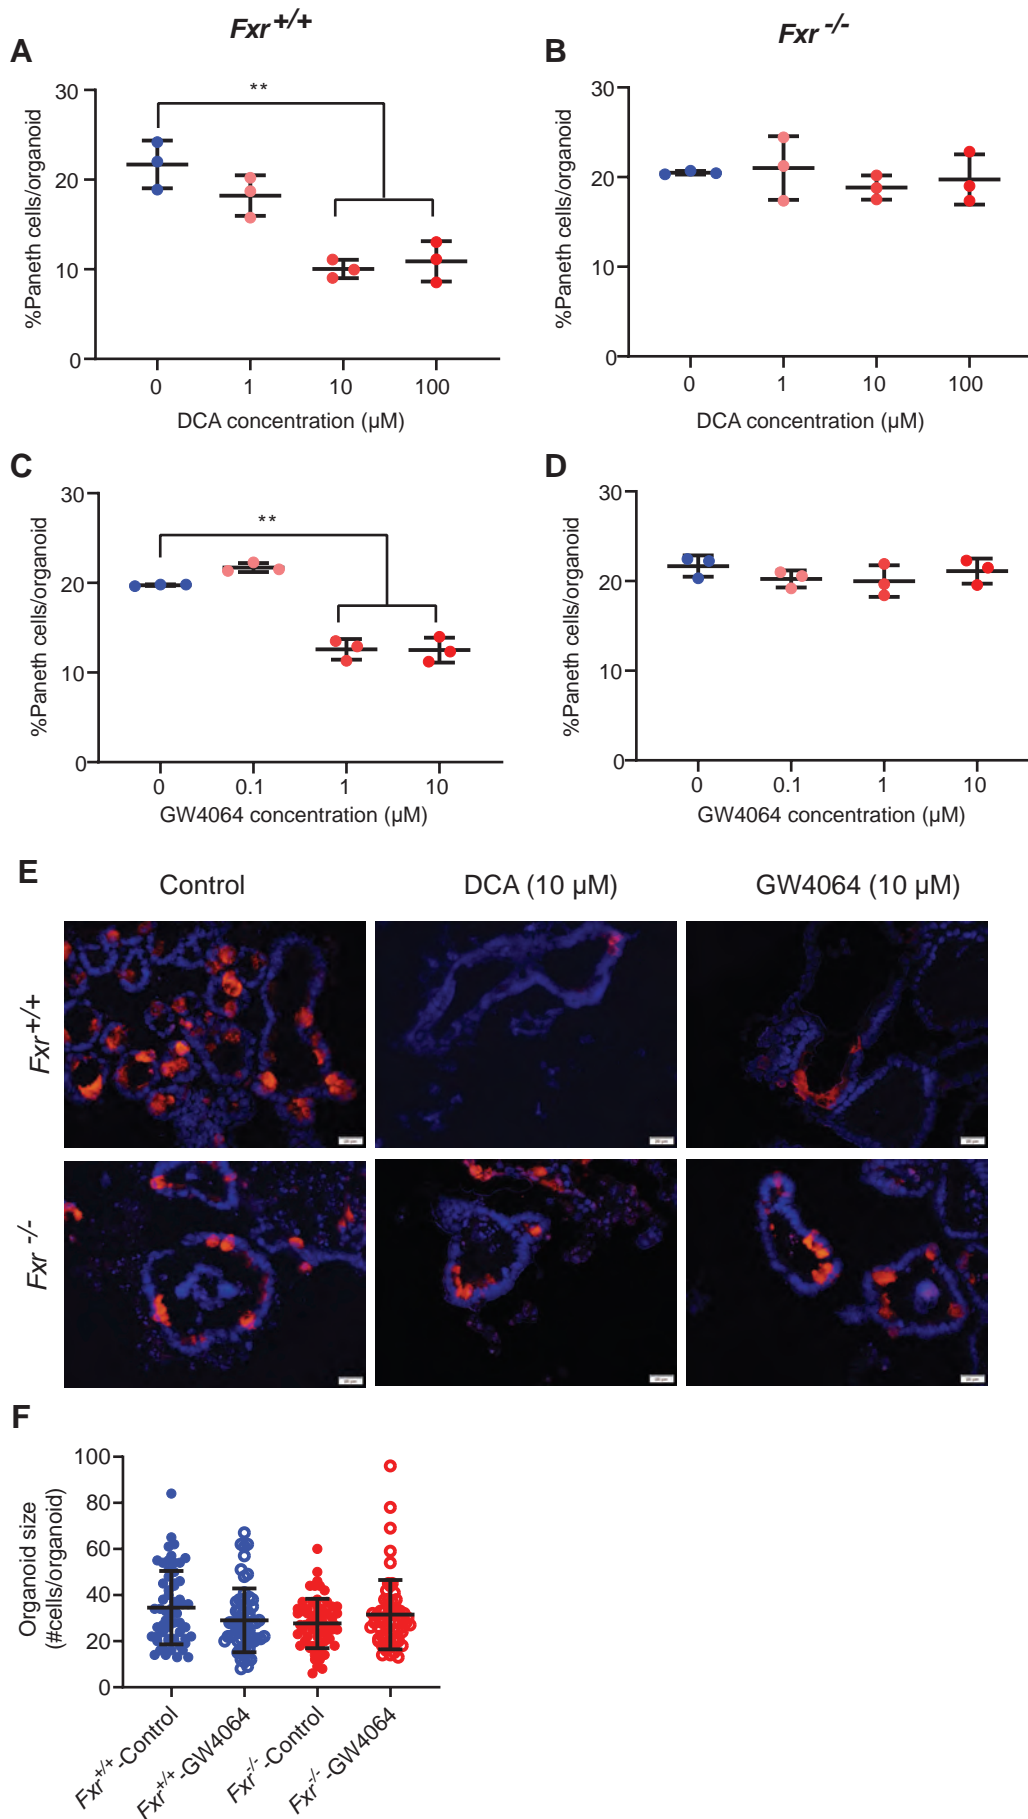 Fxr +/+
Fxr -/-
A
B
30
20
10
0
%Paneth cells/organoid
**
0 1 10 100
DCA concentration (µM)
30
20
10
0
%Paneth cells/organoid
0 1 10 100
DCA concentration (µM)
C
D
30
20
10
0
%Paneth cells/organoid
**
0 0.1 1 10
GW4064 concentration (µM)
30
20
10
0
%Paneth cells/organoid
0 0.1 1 10
GW4064 concentration (µM)
E
Control
DCA (10 µM)
GW4064 (10 µM)
Fxr +/+
Fxr -/-
F
100
80
60
40
20
0
Organoid size
(#cells/organoid)
Fxr+/+-Control
Fxr+/+-GW4064
Fxr-/--Control
Fxr-/--GW4064